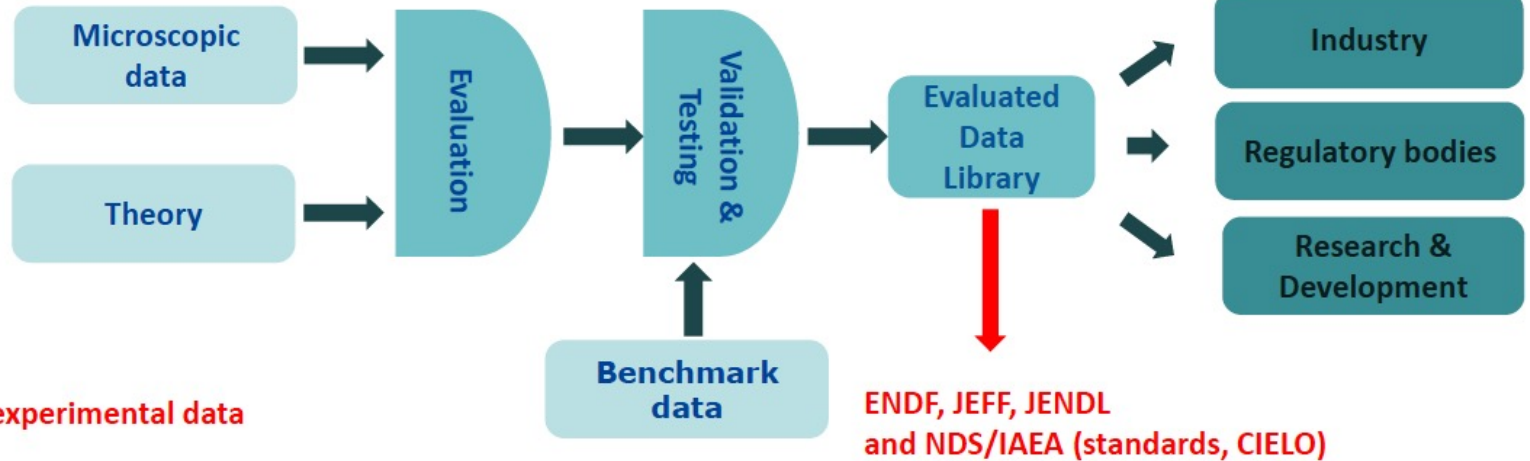 Microscopic
data
Theory
Evaluation
Validation &
Testing
Benchmark
data
Evaluated
Data
Library
Industry
Regulatory bodies
Research &
Development
experimental data
ENDF, JEFF, JENDL
and NDS/IAEA (standards, CIELO)